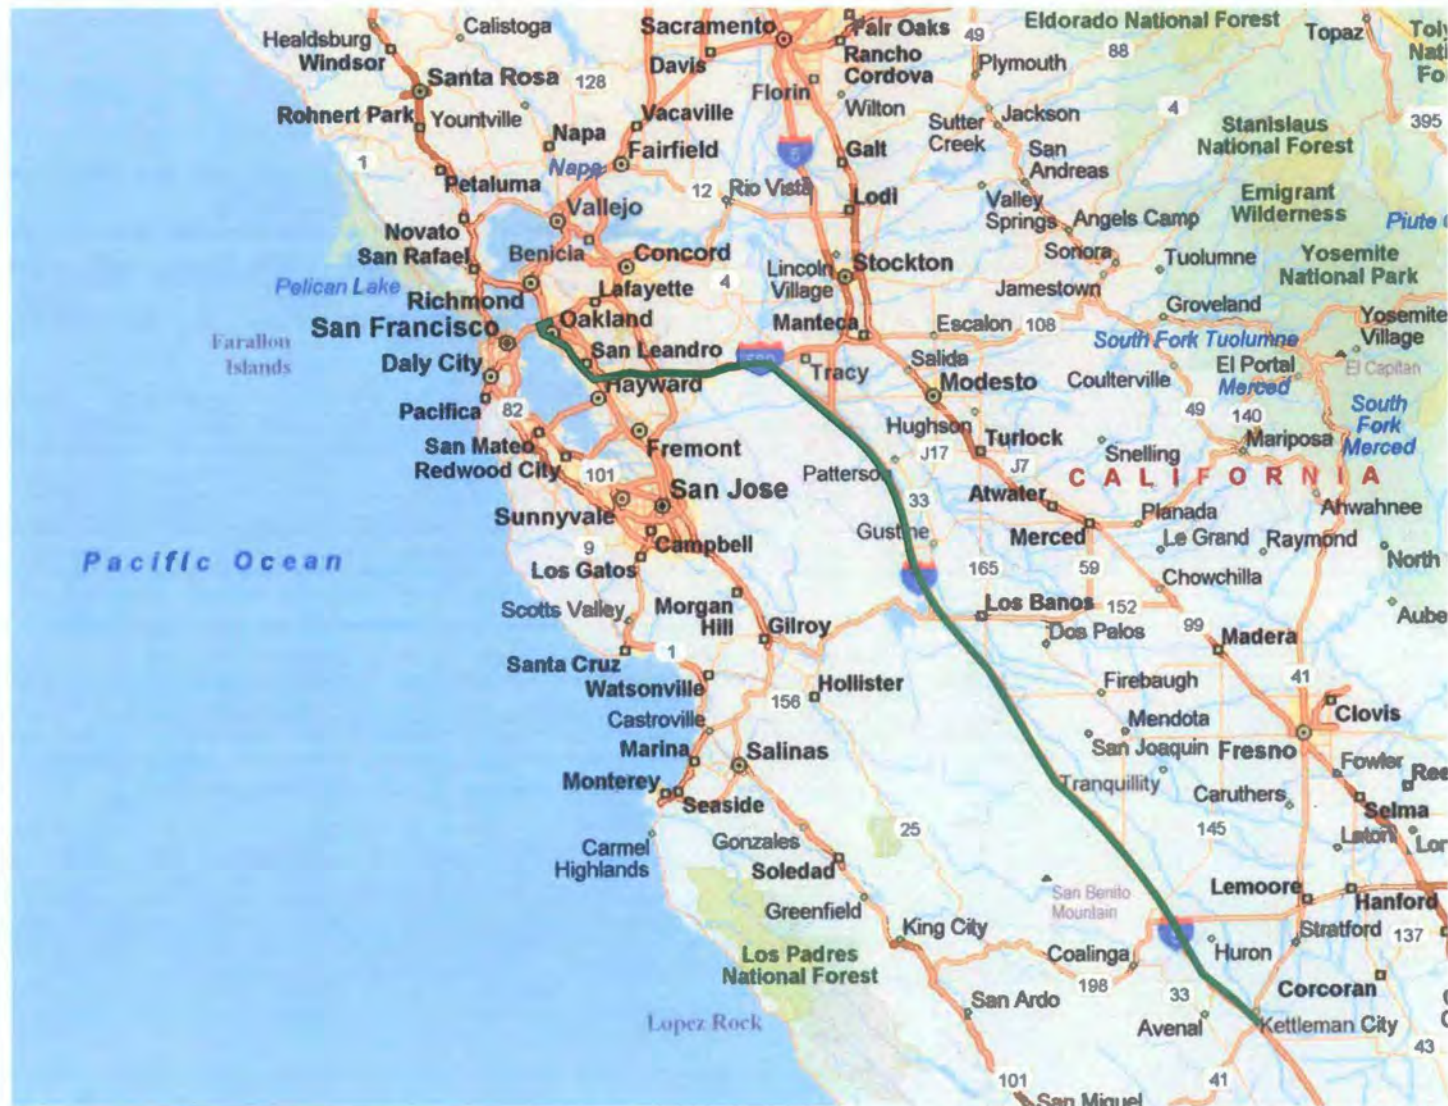 Calistoga
Healdsburg
Windsor
Sacramento
Fair Oaks
49
Eldorado National Forest
88
Topaz
Davis
Rancho
Cordova
Plymouth
Santa Rosa
128
Florin
Wilton
Rohnert Park
Yountville
Napa
Vacaville
Jackson
Sutter
Creek
4
395
Stanislaus
National Forest
1
Fairfield
5
Galt
San
Andreas
Napa
Petaluma
12
Rio Vista
Lodi
Valley
Springs
Emigrant
Wilderness
Vallejo
Angels Camp
Novato
San Rafael
Benicia
Concord
Lincoln
Village
Stockton
Sonora
Tuolumne
Yosemite
National Park
Pelican Lake
Richmond
Lafayette
4
Jamestown
Groveland
San Francisco
Oakland
Manteca
Escalon
108
Yosemite
Village
Farallon
Islands
San Leandro
580
Tracy
Salida
South Fork Tuolumne
El Portal
El Capitan
Daly City
Hayward
Modesto
Coulterville
Merced
Pacifica
82
49
140
South
Fork
Merced
San Mateo
Fremont
Hughson
Turlock
Mariposa
Redwood City
101
Patterson
J17
J7
Snelling
CALIFORNIA
San Jose
33
Atwater
Ahwahnee
Sunnyvale
Planada
Gustine
Merced
Le Grand
Raymond
North
Pacific Ocean
9
Campbell
Los Gatos
165
59
Chowchilla
Scotts Valley
Morgan
Hill
Gilroy
Los Banos
152
Dos Palos
99
Madera
Santa Cruz
1
Watsonville
156
Hollister
Firebaugh
41
Clovis
Castroville
Mendota
Marina
Salinas
San Joaquin
Fresno
Fowler
Monterey
Seaside
Tranquillity
Caruthers
Selma
Carmel
Highlands
Gonzales
25
145
Laton
Soledad
San Benito
Mountain
Lemoore
Hanford
Greenfield
King City
5
Stratford
137
Los Padres
National Forest
Coalinga
Huron
198
33
Corcoran
Lopez Rock
San Ardo
Avenal
Kettleman City
43
101
41
San Miguel